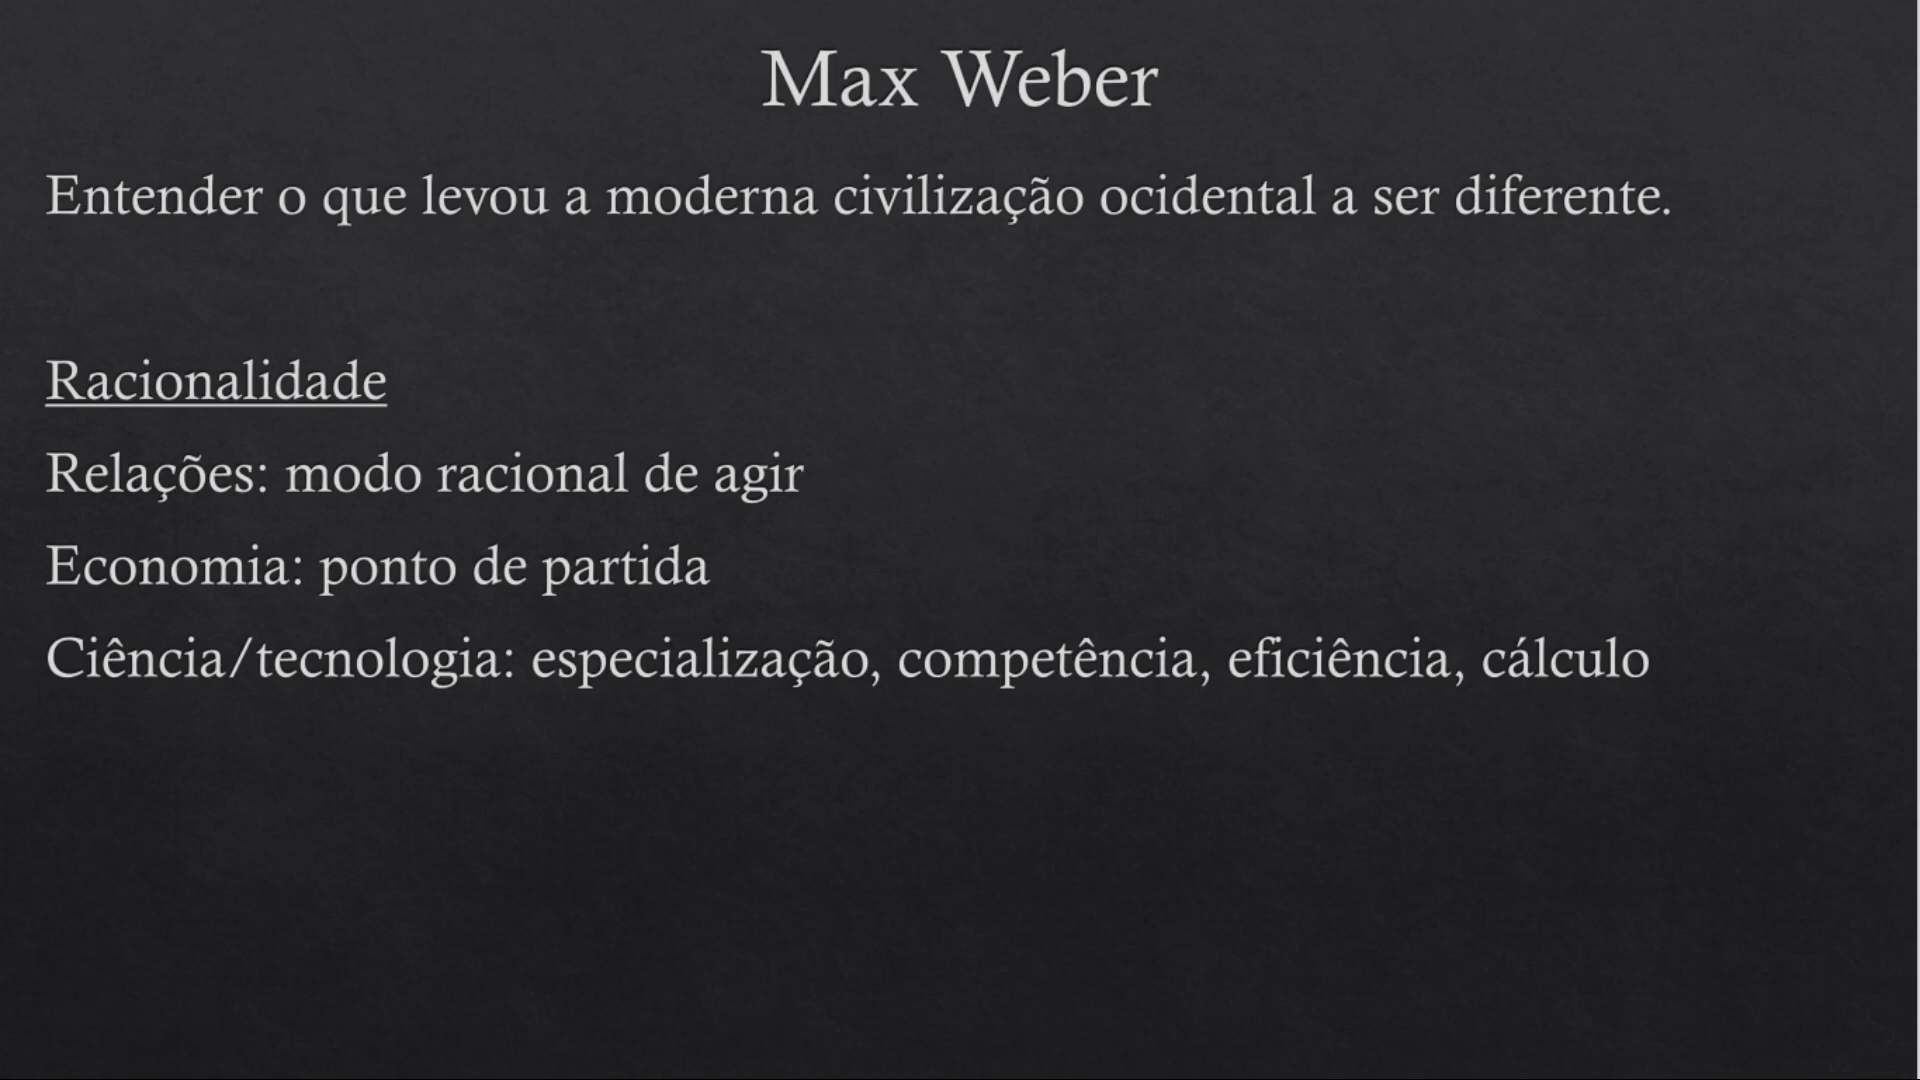 Max Weber
Entender o que levou a moderna civilização ocidental a ser diferente.
Racionalidade
Relações: modo racional de agir
Economia: ponto de partida
Ciência/tecnologia: especialização, competência, eficiência, cálculo